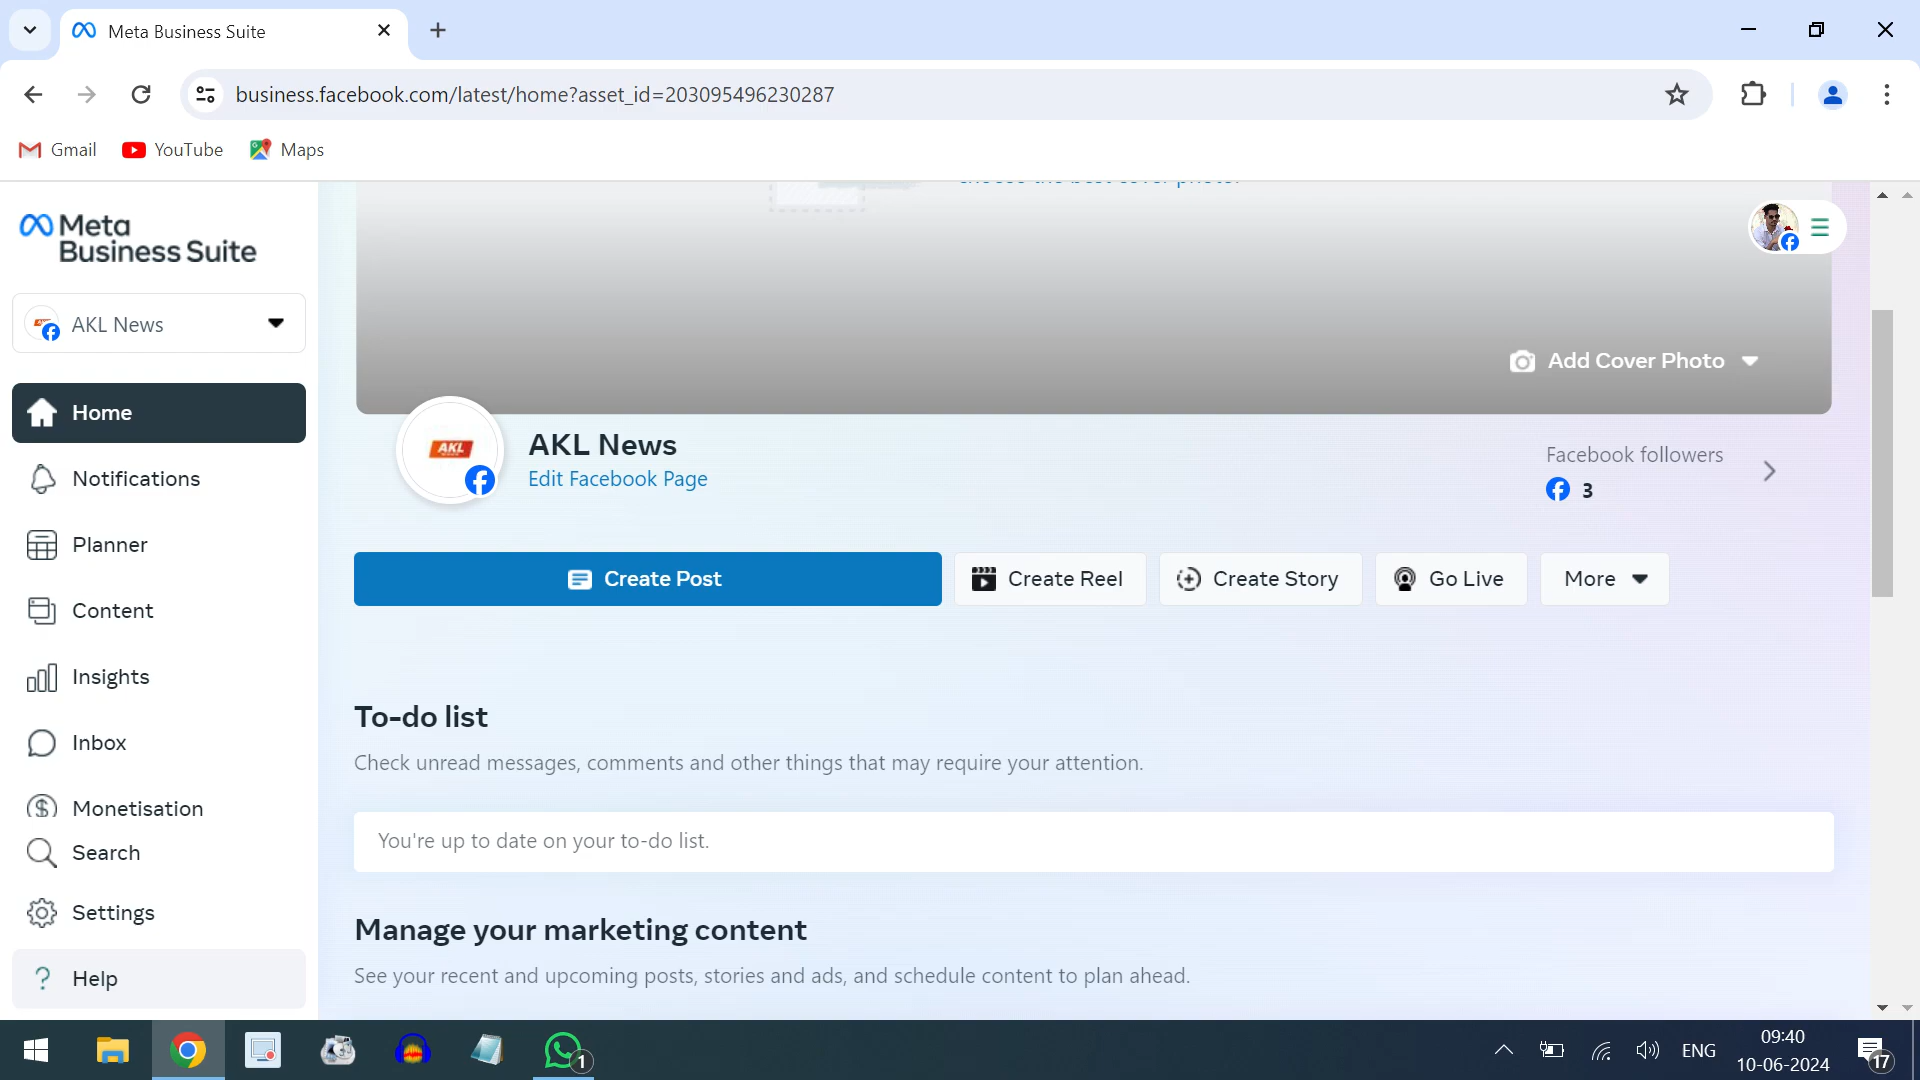 Meta Business Suite
business.facebook.com/latest/home?asset_id=203095496230287
Gmail
YouTube
Maps
Meta
Business Suite
AKL News
Home
Notifications
Planner
Content
Insights
Inbox
Monetisation
Search
Settings
Help
choose the best cover photo.
Add Cover Photo
AKL
AKL News
Edit Facebook Page
Facebook followers
3
Create Post
Create Reel
Create Story
Go Live
More
To-do list
Check unread messages, comments and other things that may require your attention.
You're up to date on your to-do list.
Manage your marketing content
See your recent and upcoming posts, stories and ads, and schedule content to plan ahead.
1
ENG
09:40
10-06-2024
17